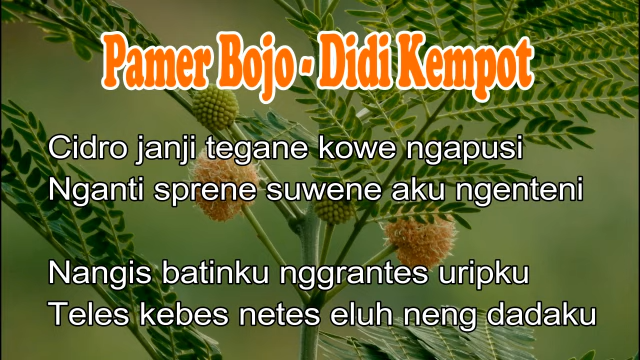 Pamer Bojo - Didi Kempot
Cidro janji tegane kowe ngapusi
Nganti sprene suwene aku ngenteni
Nangis batinku nggrantes uripku
Teles kebes netes eluh neng dadaku